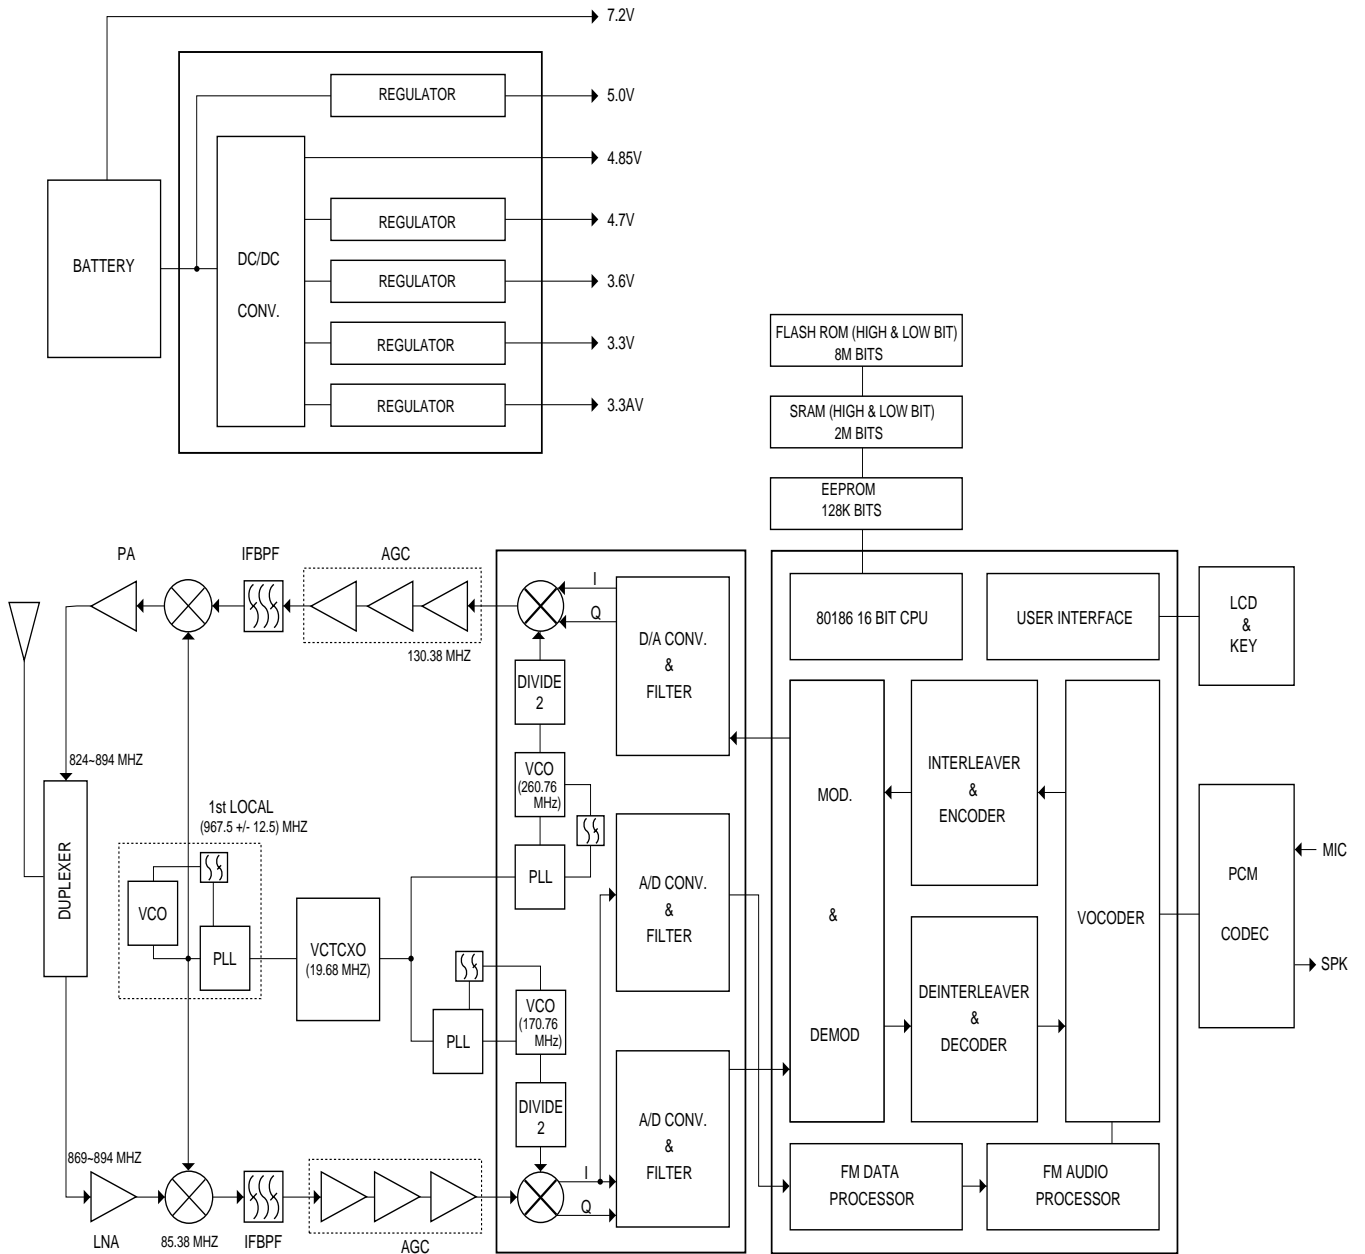 7.2V
REGULATOR
5.0V
4.85V
REGULATOR
4.7V
BATTERY
DC/DC
CONV.
REGULATOR
3.6V
REGULATOR
3.3V
REGULATOR
3.3AV
FLASH ROM (HIGH & LOW BIT)
8M BITS
SRAM (HIGH & LOW BIT)
2M BITS
EEPROM
128K BITS
PA
IFBPF
AGC
130.38 MHZ
I
Q
D/A CONV.
&
FILTER
80186 16 BIT CPU
USER INTERFACE
LCD
&
KEY
DIVIDE
2
VCO
(260.76
MHz)
PLL
824~894 MHZ
DUPLEXER
1st LOCAL
(967.5 +/- 12.5) MHZ
VCO
PLL
VCTCXO
(19.68 MHZ)
A/D CONV.
&
FILTER
MOD.
&
DEMOD
INTERLEAVER
&
ENCODER
DEINTERLEAVER
&
DECODER
VOCODER
PCM
CODEC
MIC
SPK
PLL
VCO
(170.76
MHz)
DIVIDE
2
A/D CONV.
&
FILTER
I
Q
869~894 MHZ
LNA
85.38 MHZ
IFBPF
AGC
FM DATA
PROCESSOR
FM AUDIO
PROCESSOR